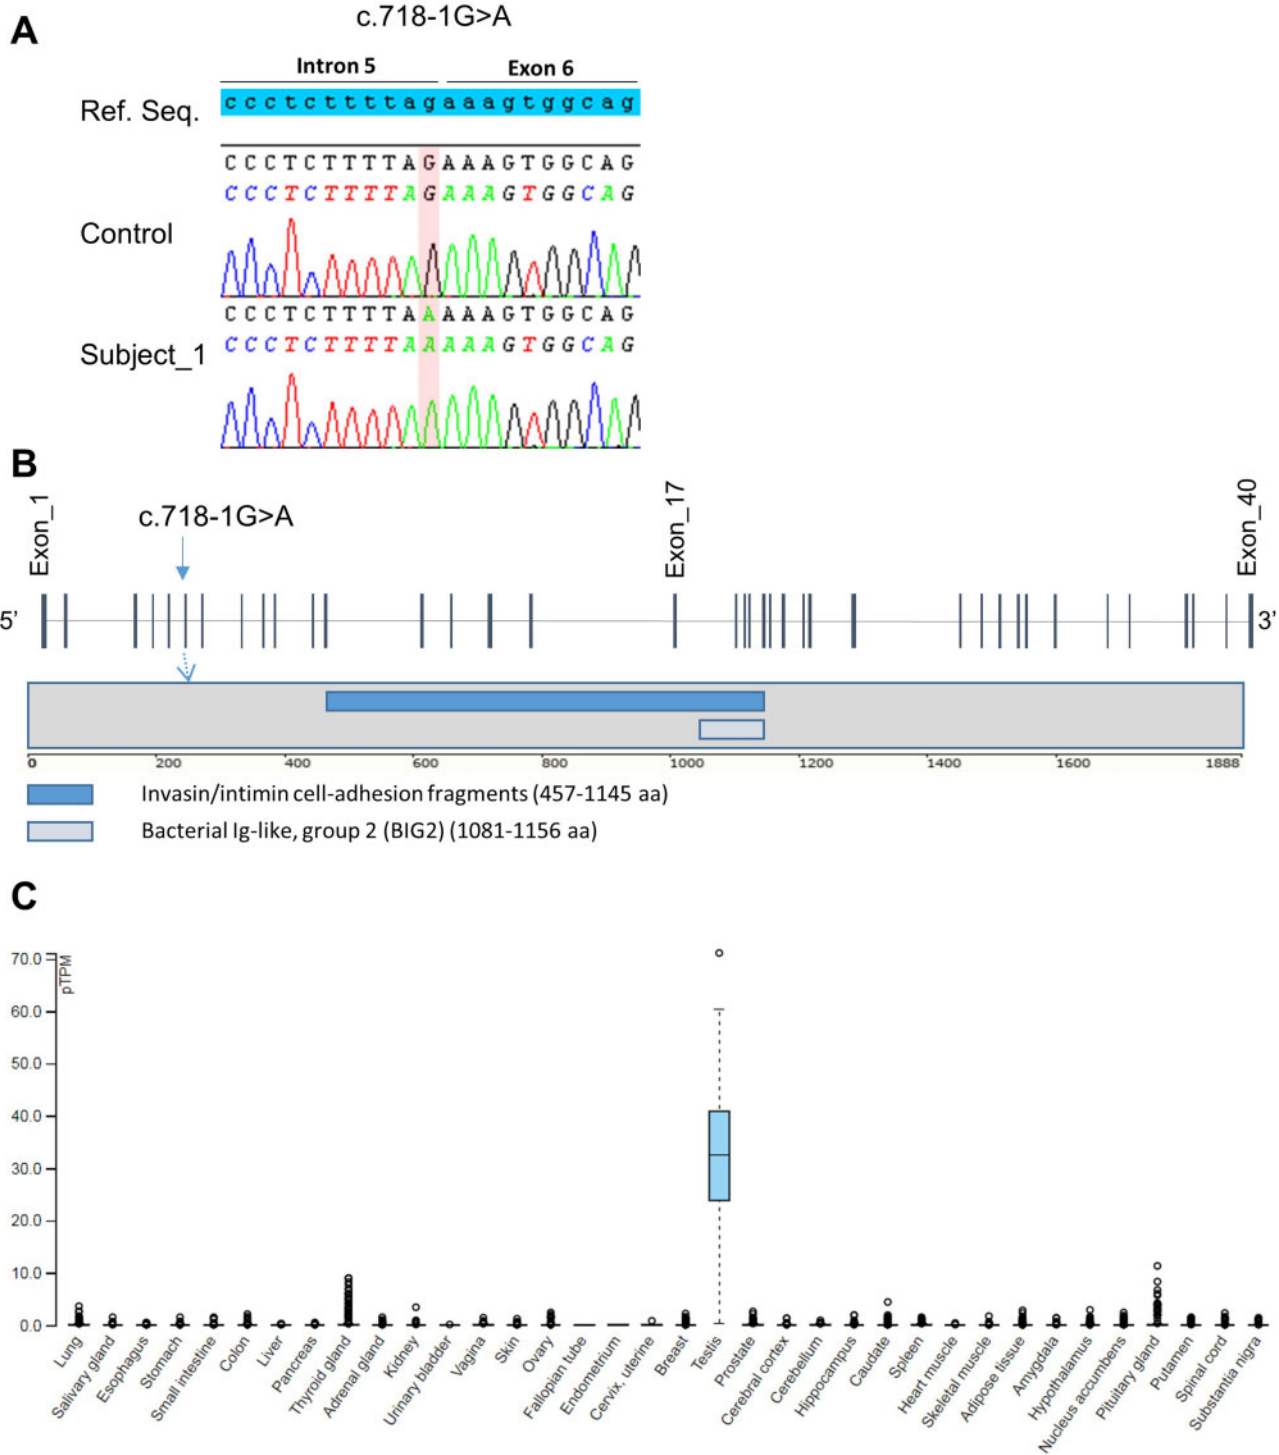 A
c.718-1G>A
Intron 5 Exon 6
Ref. Seq. c c c t c t t t t a g a a a g t g g c a g
C C C T C T T T T A G A A A G T G G C A G
C C C T C T T T T A G A A A G T G G C A G
Control
C C C T C T T T T A A A A A G T G G C A G
C C C T C T T T T A A A A A G T G G C A G
Subject_1
B
Exon_1
c.718-1G>A
Exon_17
Exon_40
5’ 3’
0 200 400 600 800 1000 1200 1400 1600 1888
Invasin/intimin cell-adhesion fragments (457-1145 aa)
Bacterial Ig-like, group 2 (BIG2) (1081-1156 aa)
C
pTPM
70.0
60.0
50.0
40.0
30.0
20.0
10.0
0.0
Lung
Salivary gland
Esophagus
Stomach
Small intestine
Colon
Liver
Pancreas
Thyroid gland
Adrenal gland
Kidney
Urinary bladder
Vagina
Skin
Ovary
Fallopian tube
Endometrium
Cervix, uterine
Breast
Testis
Prostate
Cerebral cortex
Cerebellum
Hippocampus
Caudate
Spleen
Heart muscle
Skeletal muscle
Adipose tissue
Amygdala
Hypothalamus
Nucleus accumbens
Pituitary gland
Putamen
Spinal cord
Substantia nigra